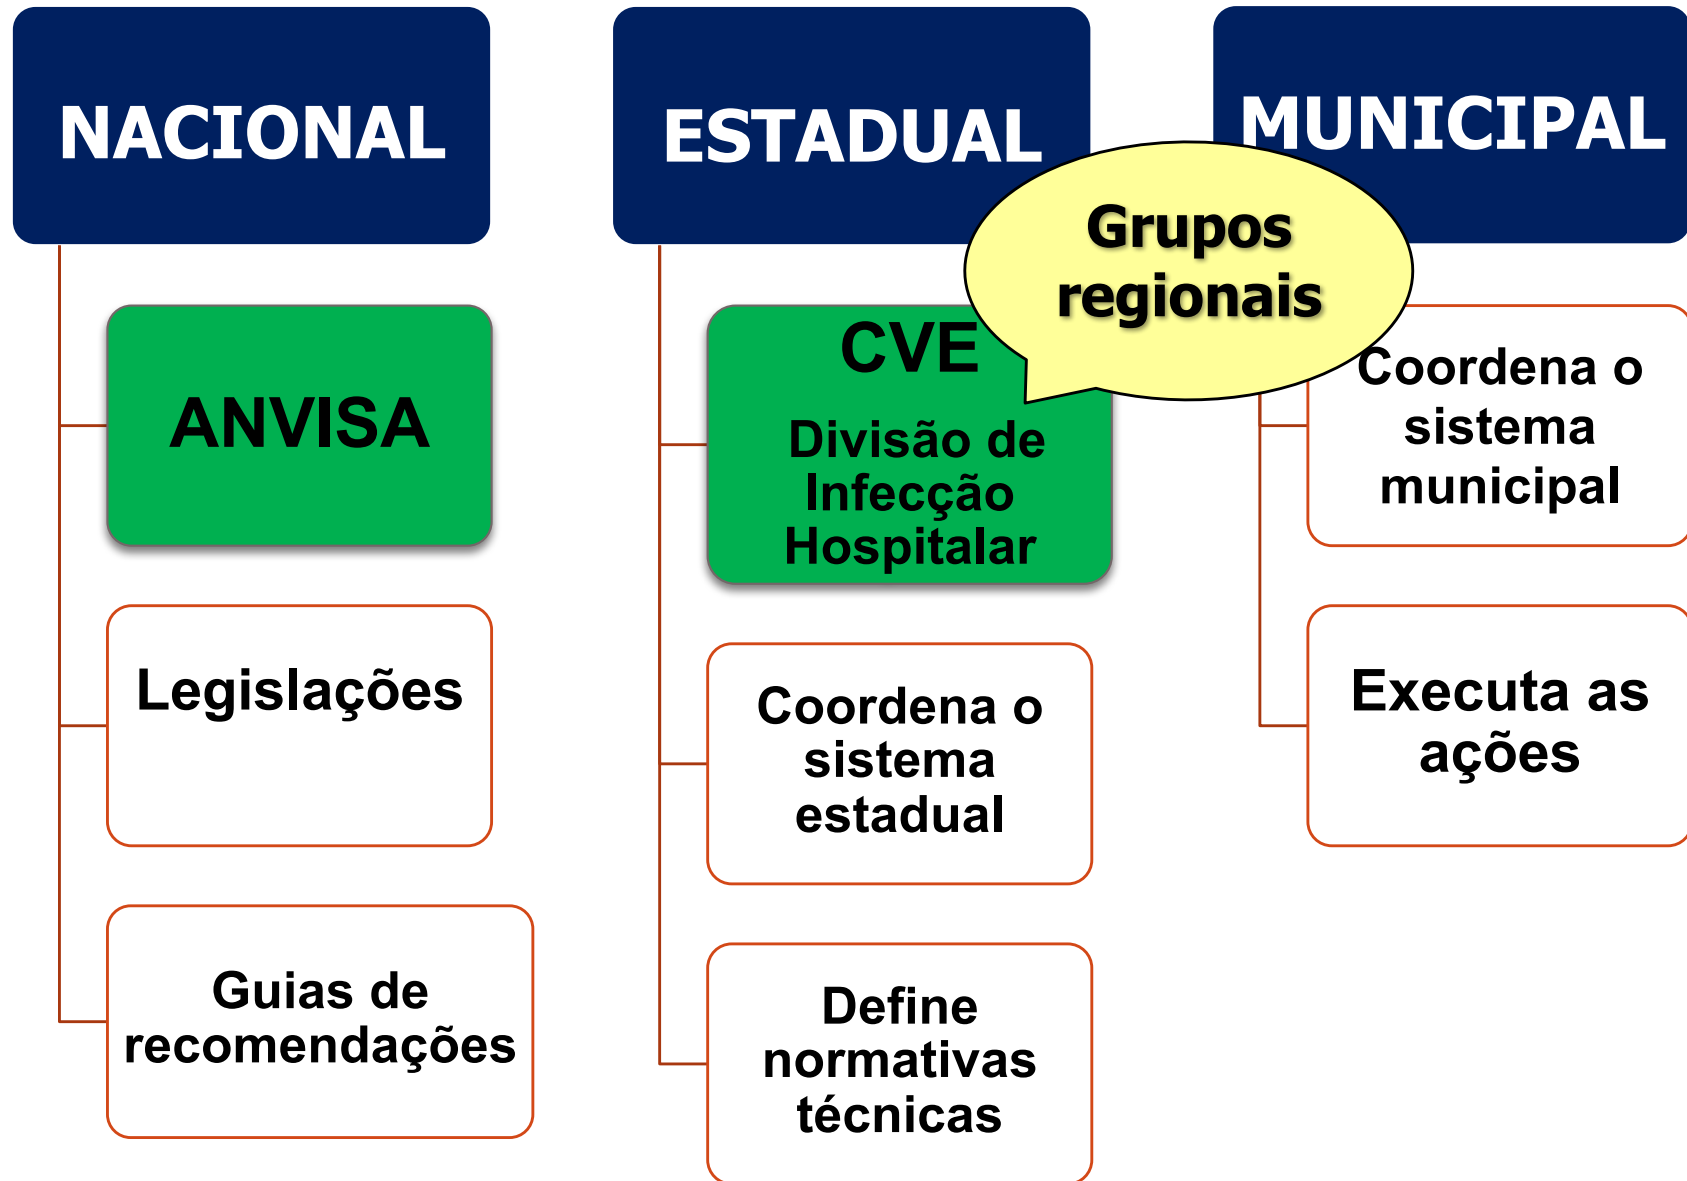 NACIONAL
ANVISA
Legislações
Guias de
recomendações
ESTADUAL
Grupos
regionais
CVE
Divisão de
Infecção
Hospitalar
Coordena o
sistema
estadual
Define
normativas
técnicas
MUNICIPAL
Coordena o
sistema
municipal
Executa as
ações